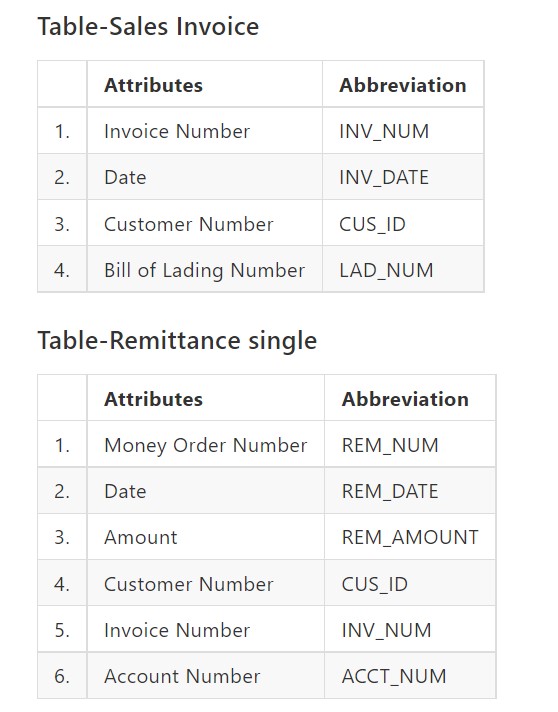 Table-Sales Invoice
Attributes Abbreviation
1. Invoice Number INV_NUM
2. Date INV_DATE
3. Customer Number CUS_ID
4. Bill of Lading Number LAD_NUM
Table-Remittance single
Attributes Abbreviation
1. Money Order Number REM_NUM
2. Date REM_DATE
3. Amount REM_AMOUNT
4. Customer Number CUS_ID
5. Invoice Number INV_NUM
6. Account Number ACCT_NUM